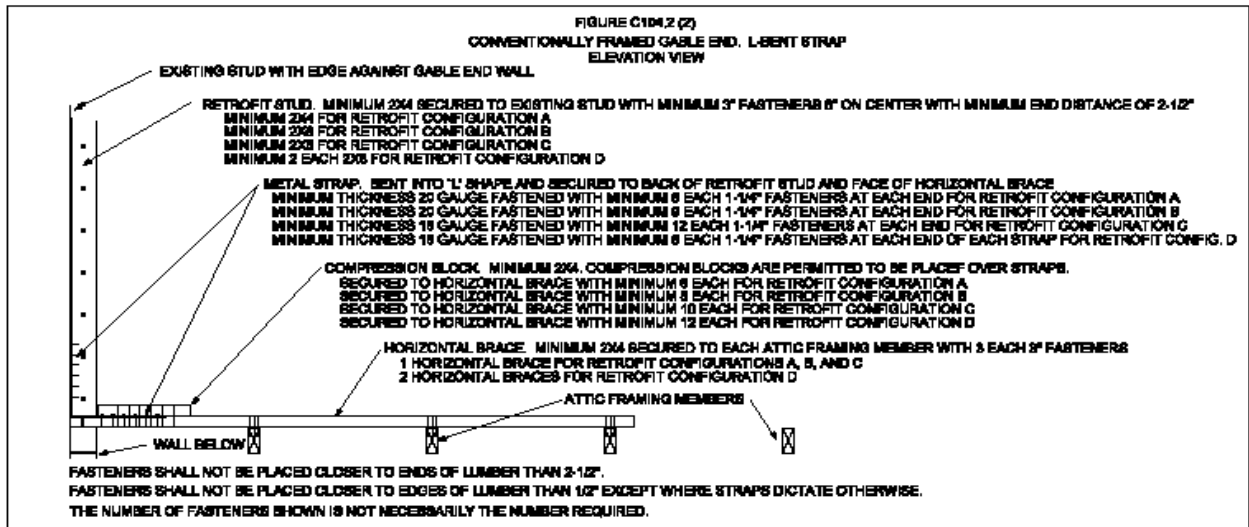 FIGURE C104.2 (2)
CONVENTIONALLY FRAMED GABLE END. L-BENT STRAP
ELEVATION VIEW
EXISTING STUD WITH EDGE AGAINST GABLE END WALL
RETROFIT STUD. MINIMUM 2X4 SECURED TO EXISTING STUD WITH MINIMUM 3" FASTENERS 6" ON CENTER WITH MINIMUM END DISTANCE OF 2-1/2"
MINIMUM 2X4 FOR RETROFIT CONFIGURATION A
MINIMUM FOR RETROFIT CONFIGURATION B
MINIMUM FOR RETROFIT CONFIGURATION C
MINIMUM 2 EACH FOR RETROFIT CONFIGURATION D
METAL STRAP. BENT INTO "L" SHAPE AND SECURED TO BACK OF RETROFIT STUD AND FACE OF HORIZONTAL BRACE
MINIMUM THICKNESS 20 GAUGE FASTENED WITH MINIMUM EACH 1-1/4" FASTENERS AT EACH END FOR RETROFIT CONFIGURATION A
MINIMUM THICKNESS 20 GAUGE FASTENED WITH MINIMUM EACH 1-1/4" FASTENERS AT EACH END FOR RETROFIT CONFIGURATION B
MINIMUM THICKNESS GAUGE FASTENED WITH MINIMUM 12 EACH 1-1/4" FASTENERS AT EACH END FOR RETROFIT CONFIGURATION C
MINIMUM THICKNESS GAUGE FASTENED WITH MINIMUM EACH 1-1/4" FASTENERS AT EACH END OF EACH STRAP FOR RETROFIT CONFIG. D
COMPRESSION BLOCK. MINIMUM 2X4. COMPRESSION BLOCKS ARE PERMITTED TO BE PLACEF OVER STRAPS.
SECURED TO HORIZONTAL BRACE WITH MINIMUM EACH FOR RETROFIT CONFIGURATION A
SECURED TO HORIZONTAL BRACE WITH MINIMUM EACH FOR RETROFIT CONFIGURATION B
SECURED TO HORIZONTAL BRACE WITH MINIMUM 10 EACH FOR RETROFIT CONFIGURATION C
SECURED TO HORIZONTAL BRACE WITH MINIMUM 12 EACH FOR RETROFIT CONFIGURATION D
HORIZONTAL BRACE. MINIMUM 2X4 SECURED TO EACH ATTIC FRAMING MEMBER WITH 3 EACH 3" FASTENERS
1 HORIZONTAL BRACE FOR RETROFIT CONFIGURATIONS A, B, AND C
2 HORIZONTAL BRACES FOR RETROFIT CONFIGURATION D
ATTIC FRAMING MEMBERS
WALL BELOW
FASTENERS SHALL NOT BE PLACED CLOSER TO ENDS OF LUMBER THAN 2-1/2".
FASTENERS SHALL NOT BE PLACED CLOSER TO EDGES OF LUMBER THAN 1/2" EXCEPT WHERE STRAPS DICTATE OTHERWISE.
THE NUMBER OF FASTENERS SHOWN IS NOT NECESSARILY THE NUMBER REQUIRED.